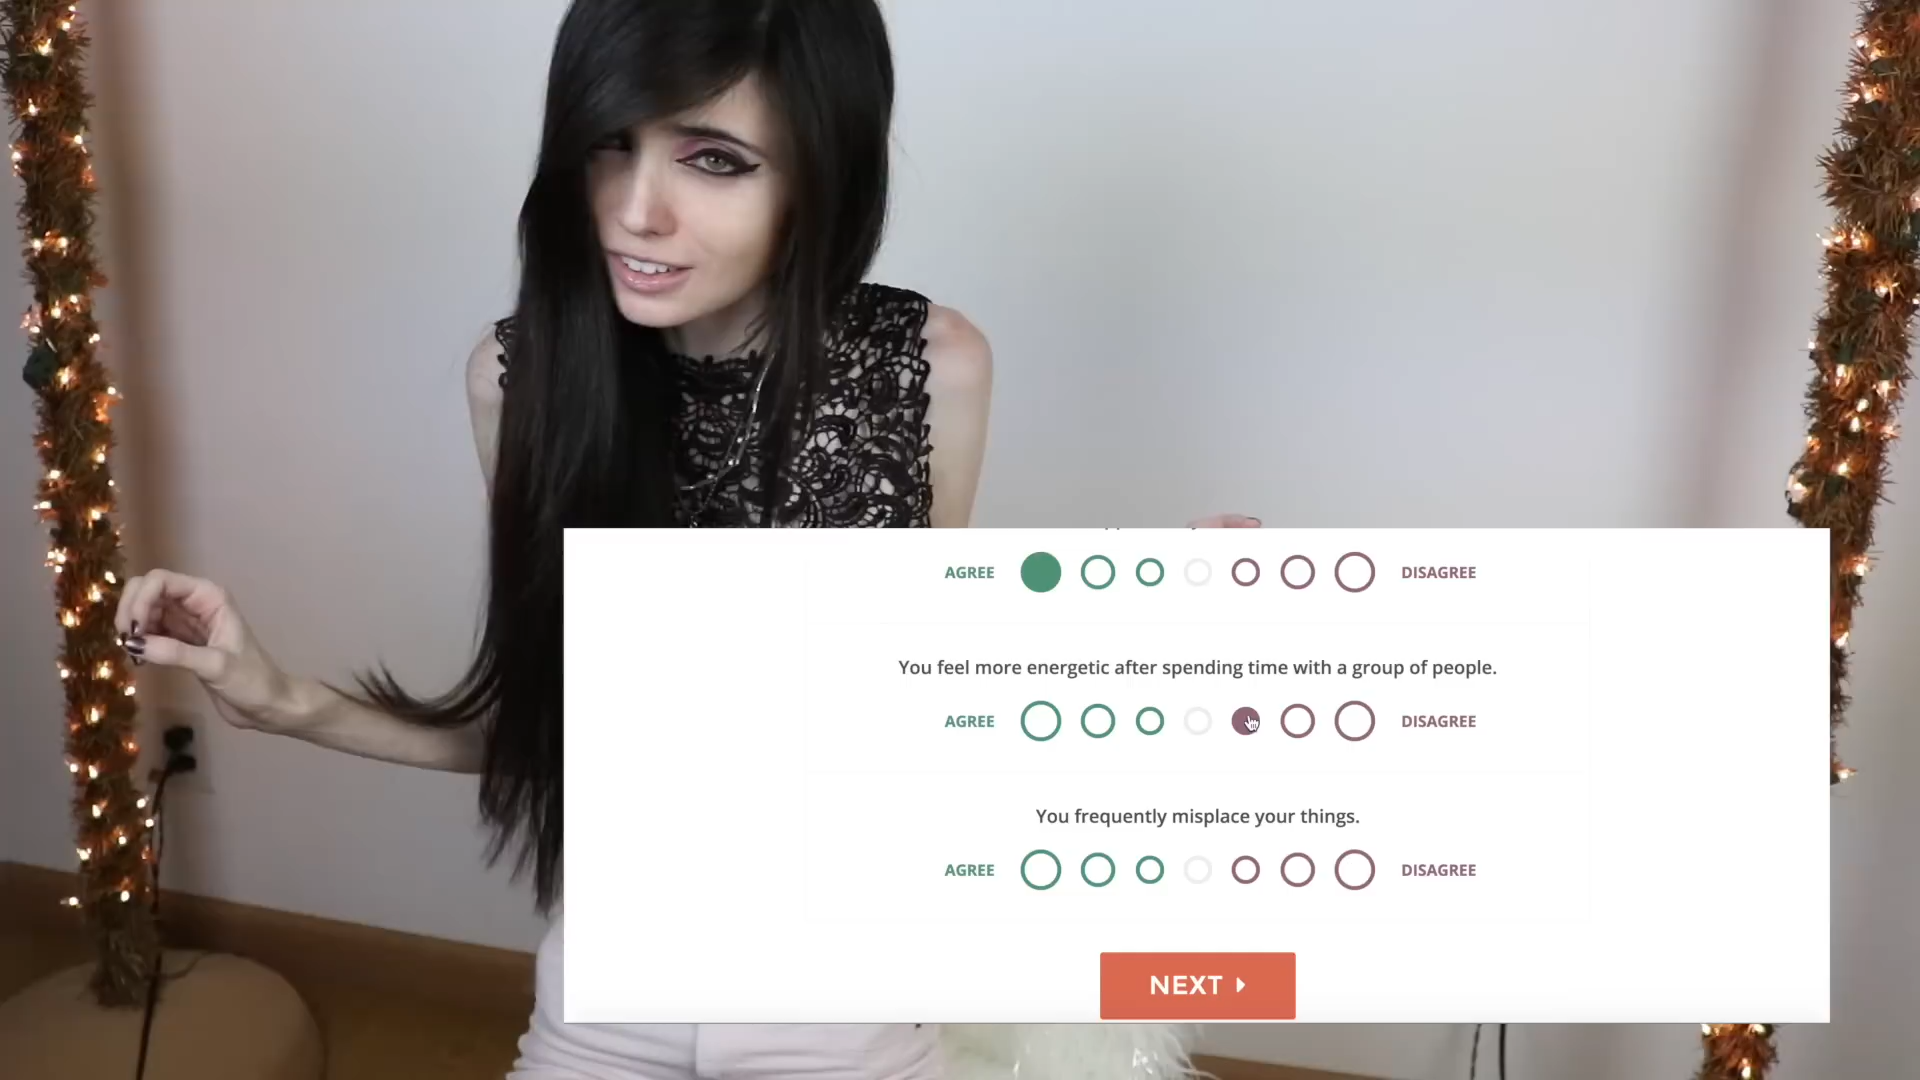 AGREE DISAGREE
You feel more energetic after spending time with a group of people.
AGREE DISAGREE
You frequently misplace your things.
AGREE DISAGREE
NEXT